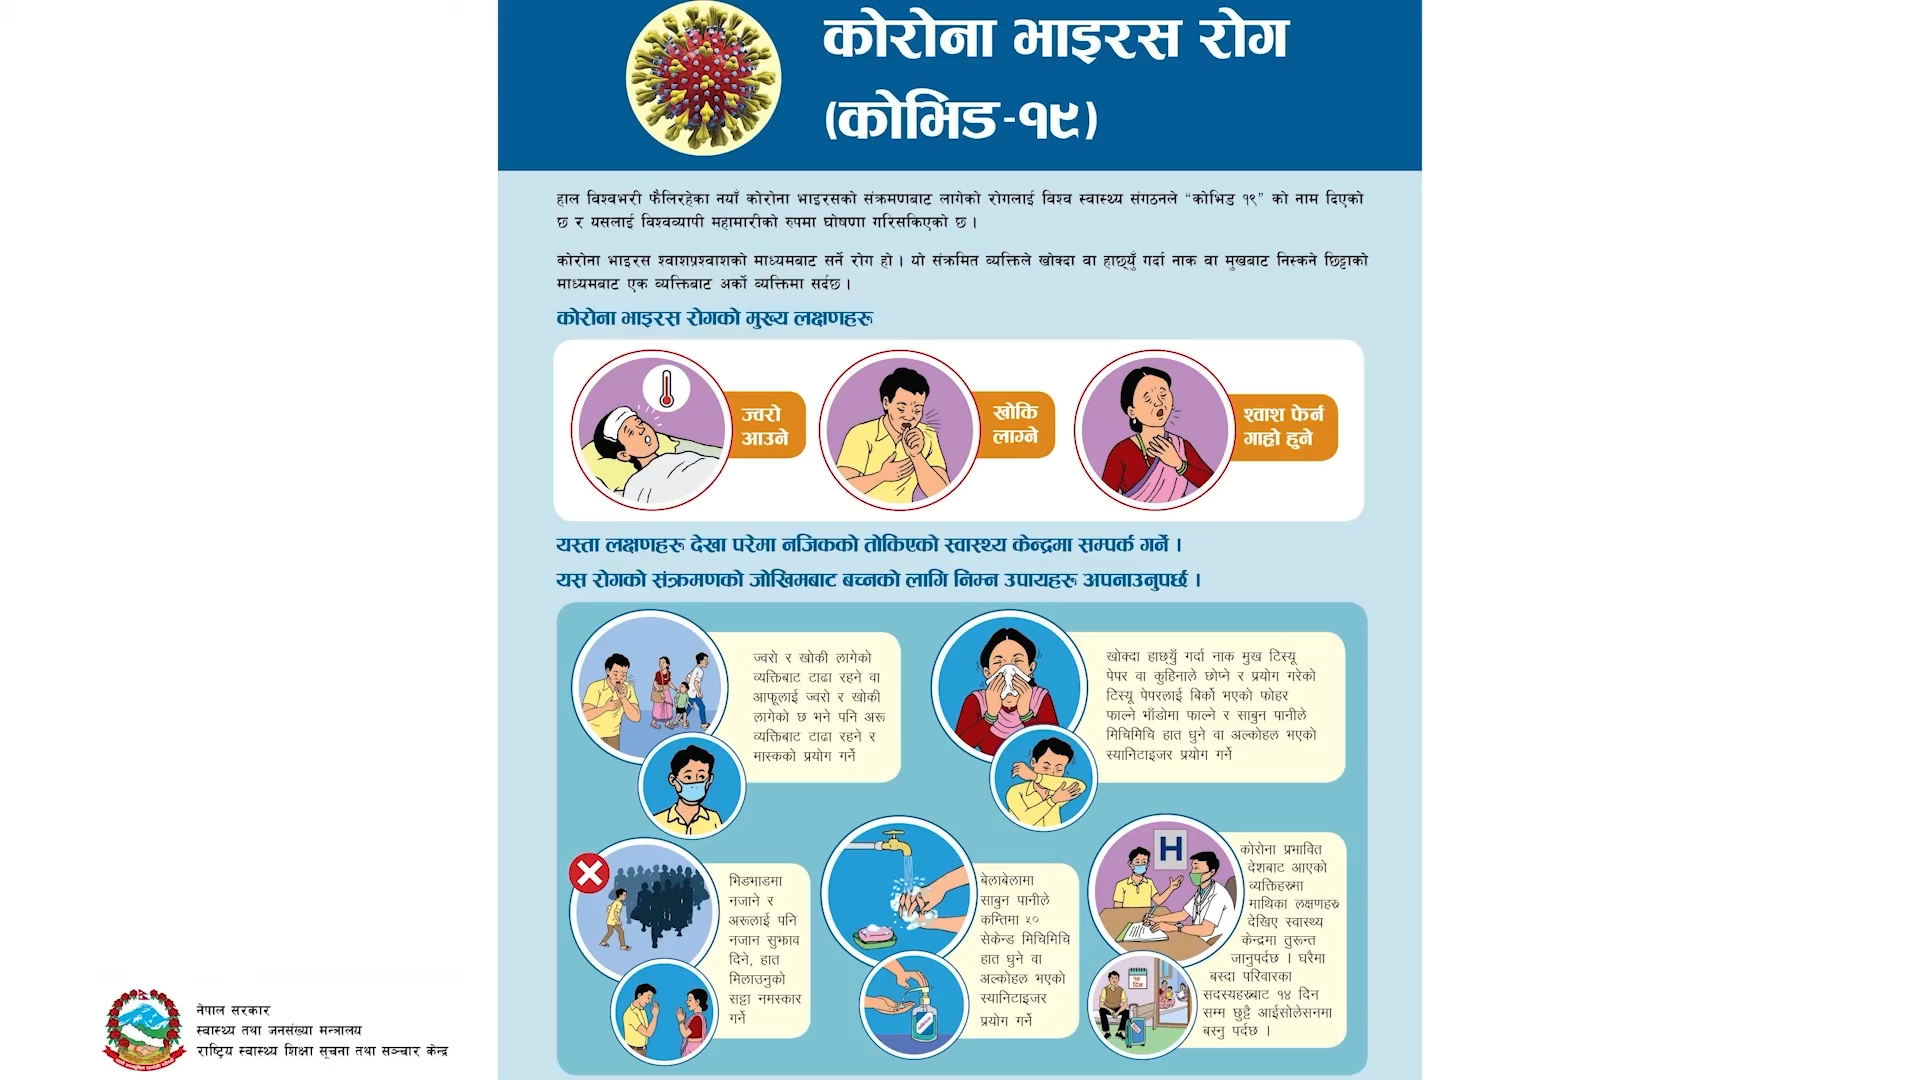 कोरोना भाइरस रोग
(कोभिड-१९)
हाल विश्वभरी फैलिरहेका नयाँ कोरोना भाइरसको संक्रमणबाट लागेको रोगलाई विश्व स्वास्थ्य संगठनले “कोभिड १९” को नाम दिएको
छ र यसलाई विश्वव्यापी महामारीको रुपमा घोषणा गरिसकिएको छ ।
कोरोना भाइरस श्वाशप्रश्वाशको माध्यमबाट सर्ने रोग हो । यो संक्रमित व्यक्तिले खोक्दा वा हाछ्युँ गर्दा नाक वा मुखबाट निस्कने छिट्टाको
माध्यमबाट एक व्यक्तिबाट अर्को व्यक्तिमा सर्दछ ।
कोरोना भाइरस रोगको मुख्य लक्षणहरू
ज्वरो
आउने
खोकि
लाग्ने
श्वाश फेर्न
गाह्रो हुने
यस्ता लक्षणहरू देखा परेमा नजिकको तोकिएको स्वास्थ्य केन्द्रमा सम्पर्क गर्ने ।
यस रोगको संक्रमणको जोखिमबाट बच्नको लागि निम्न उपायहरू अपनाउनुपर्छ ।
ज्वरो र खोकी लागेको
व्यक्तिबाट टाढा रहने वा
आफूलाई ज्वरो र खोकी
लागेको छ भने पनि अरू
व्यक्तिबाट टाढा रहने र
मास्कको प्रयोग गर्ने
खोक्दा हाछ्युँ गर्दा नाक मुख टिस्यू
पेपर वा कुहिनाले छोप्ने र प्रयोग गरेको
टिस्यू पेपरलाई बिर्को भएको फोहर
फाल्ने भाँडोमा फाल्ने र साबुन पानीले
मिचिमिचि हात धुने वा अल्कोहल भएको
स्यानिटाइजर प्रयोग गर्ने
भिडभाडमा
नजाने र
अरूलाई पनि
नजान सुझाव
दिने, हात
मिलाउनुको
सट्टा नमस्कार
गर्ने
बेलाबेलामा
साबुन पानीले
कम्तिमा २०
सेकेन्ड मिचिमिचि
हात धुने वा
अल्कोहल भएको
स्यानिटाइजर
प्रयोग गर्ने
H
कोरोना प्रभावित
देशबाट आएको
व्यक्तिहरूमा
माथिका लक्षणहरू
देखिए स्वास्थ्य
केन्द्रमा तुरून्त
जानुपर्दछ । घरैमा
बस्दा परिवारका
सदस्यहरूबाट १४ दिन
सम्म छुट्टै आईसोलेसनमा
बस्नु पर्दछ ।
१४
दिन
नेपाल सरकार
स्वास्थ्य तथा जनसंख्या मन्त्रालय
राष्ट्रिय स्वास्थ्य शिक्षा सूचना तथा सञ्चार केन्द्र